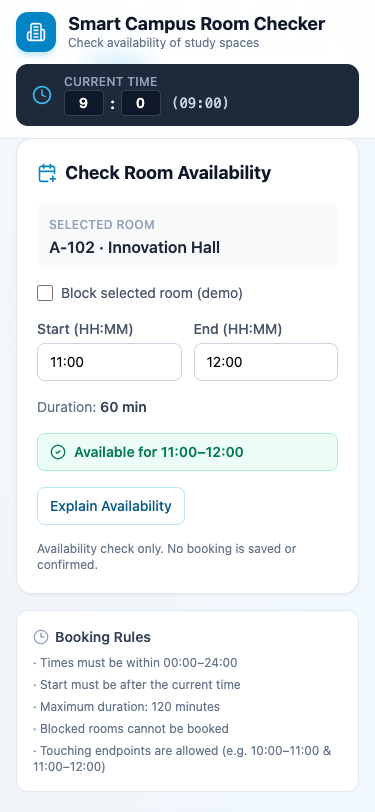 Smart Campus Room Checker
Check availability of study spaces
CURRENT TIME
9 : 0 (09:00)
Check Room Availability
SELECTED ROOM
A-102 · Innovation Hall
Block selected room (demo)
Start (HH:MM) End (HH:MM)
11:00 12:00
Duration: 60 min
Available for 11:00–12:00
Explain Availability
Availability check only. No booking is saved or
confirmed.
Booking Rules
· Times must be within 00:00–24:00
· Start must be after the current time
· Maximum duration: 120 minutes
· Blocked rooms cannot be booked
· Touching endpoints are allowed (e.g. 10:00–11:00 &
11:00–12:00)